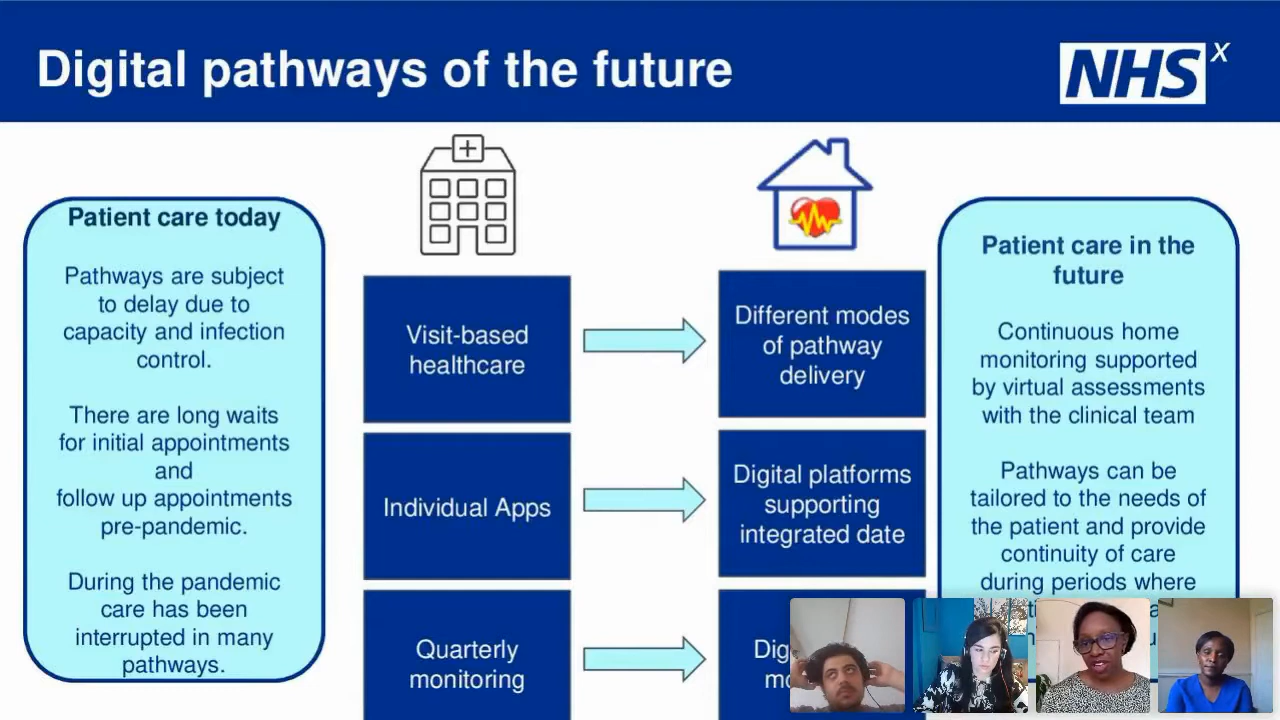 Digital pathways of the future
NHS X
Patient care today
Pathways are subject
to delay due to
capacity and infection
control.
There are long waits
for initial appointments
and
follow up appointments
pre-pandemic.
During the pandemic
care has been
interrupted in many
pathways.
Visit-based
healthcare
Individual Apps
Quarterly
monitoring
Different modes
of pathway
delivery
Digital platforms
supporting
integrated date
Patient care in the
future
Continuous home
monitoring supported
by virtual assessments
with the clinical team
Pathways can be
tailored to the needs of
the patient and provide
continuity of care
during periods where